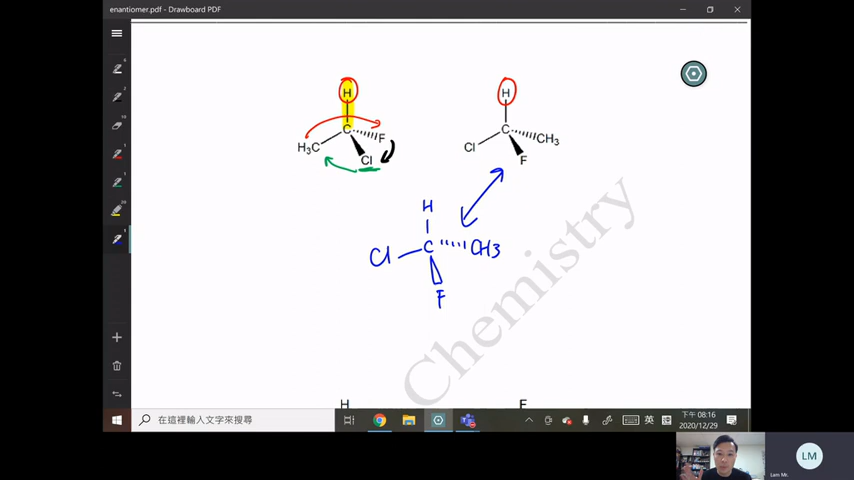 enantiomer.pdf - Drawboard PDF
H
H
C
F
H₃C
Cl
C
CH₃
Cl
F
H
Cl
C
CH3
F
Chemistry
H
F
在這裡輸入文字來搜尋
英
下午 08:16
2020/12/29
LM
Lam Mr.